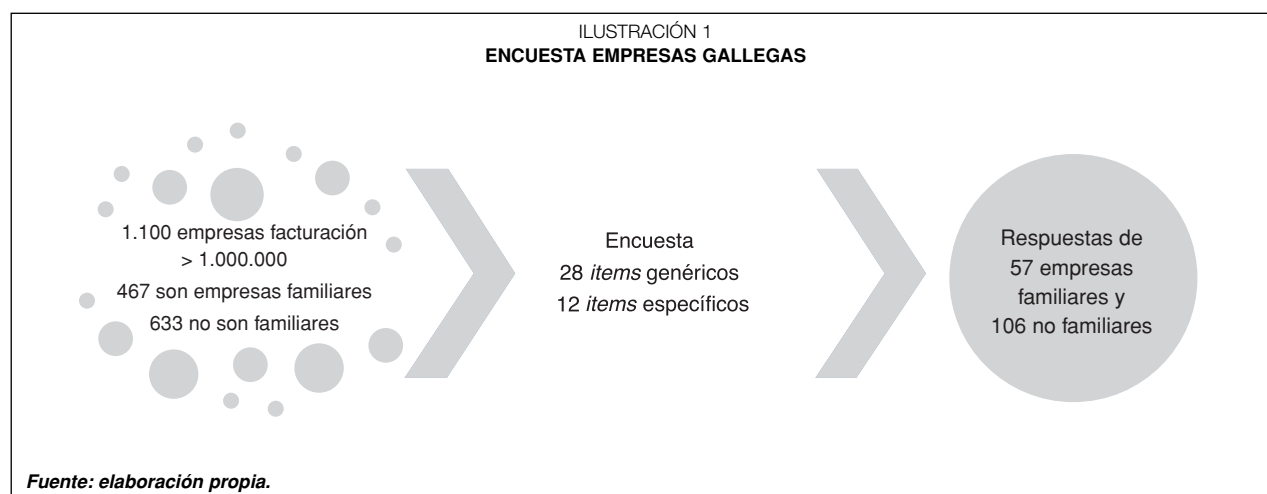 ILUSTRACIÓN 1
ENCUESTA EMPRESAS GALLEGAS
1.100 empresas facturación
> 1.000.000
467 son empresas familiares
633 no son familiares
Encuesta
28 items genéricos
12 items específicos
Respuestas de
57 empresas
familiares y
106 no familiares
Fuente: elaboración propia.